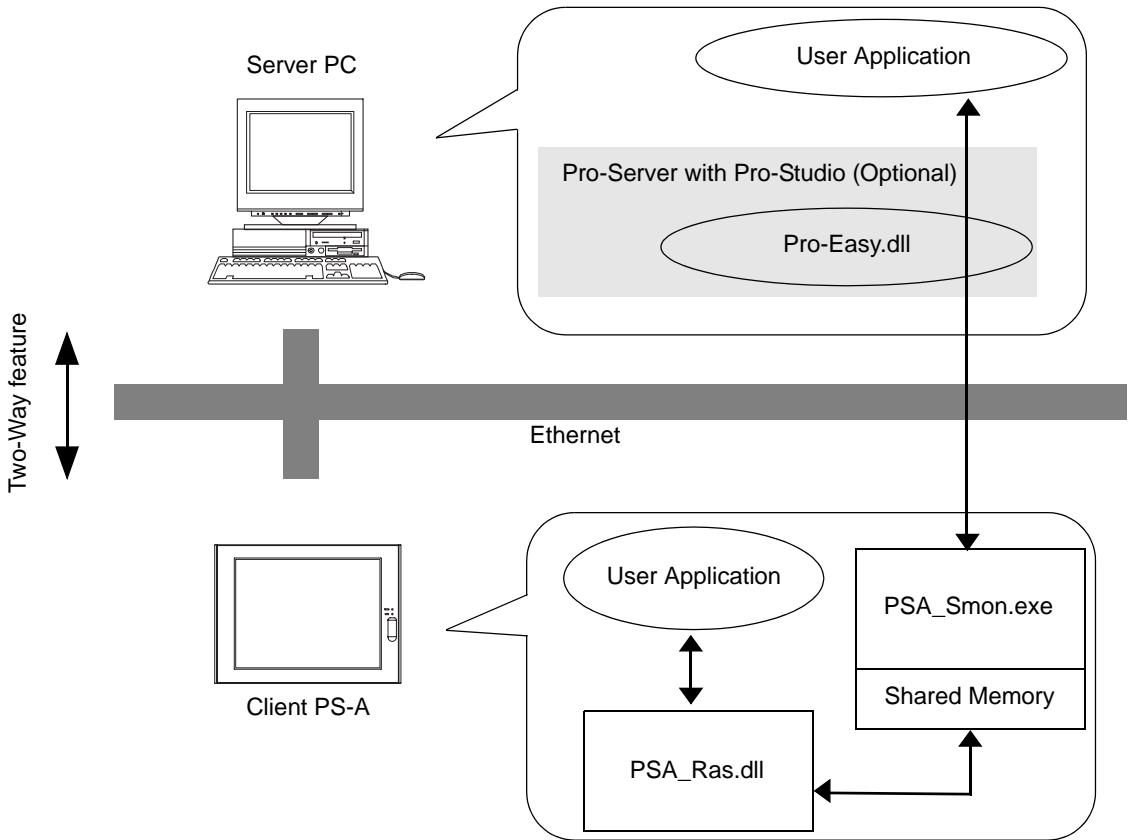 Server PC
User Application
Pro-Server with Pro-Studio (Optional)
Pro-Easy.dll
Two-Way feature
Ethernet
Client PS-A
User Application
PSA_Smon.exe
Shared Memory
PSA_Ras.dll